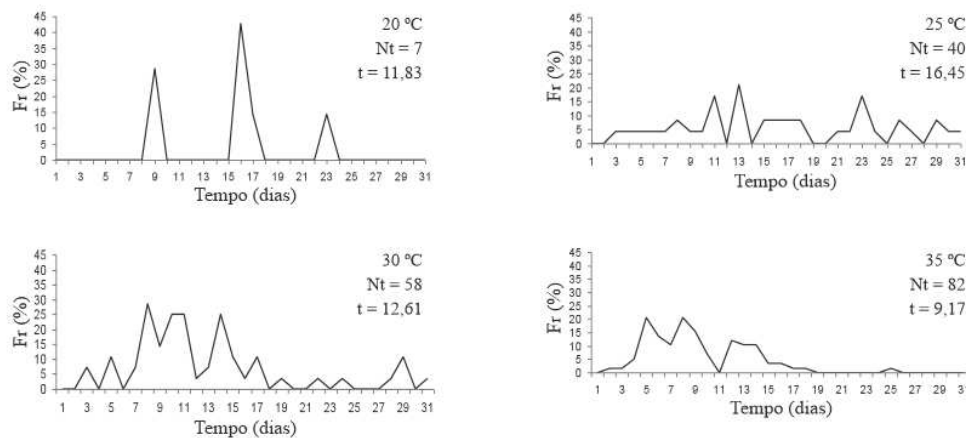 20 ºC
Nt = 7
t = 11,83
Fr (%)
45
40
35
30
25
20
15
10
5
0
1 3 5 7 9 11 13 15 17 19 21 23 25 27 29 31
Tempo (dias)
25 ºC
Nt = 40
t = 16,45
Fr (%)
45
40
35
30
25
20
15
10
5
0
1 3 5 7 9 11 13 15 17 19 21 23 25 27 29 31
Tempo (dias)
30 ºC
Nt = 58
t = 12,61
Fr (%)
45
40
35
30
25
20
15
10
5
0
1 3 5 7 9 11 13 15 17 19 21 23 25 27 29 31
Tempo (dias)
35 ºC
Nt = 82
t = 9,17
Fr (%)
45
40
35
30
25
20
15
10
5
0
1 3 5 7 9 11 13 15 17 19 21 23 25 27 29 31
Tempo (dias)